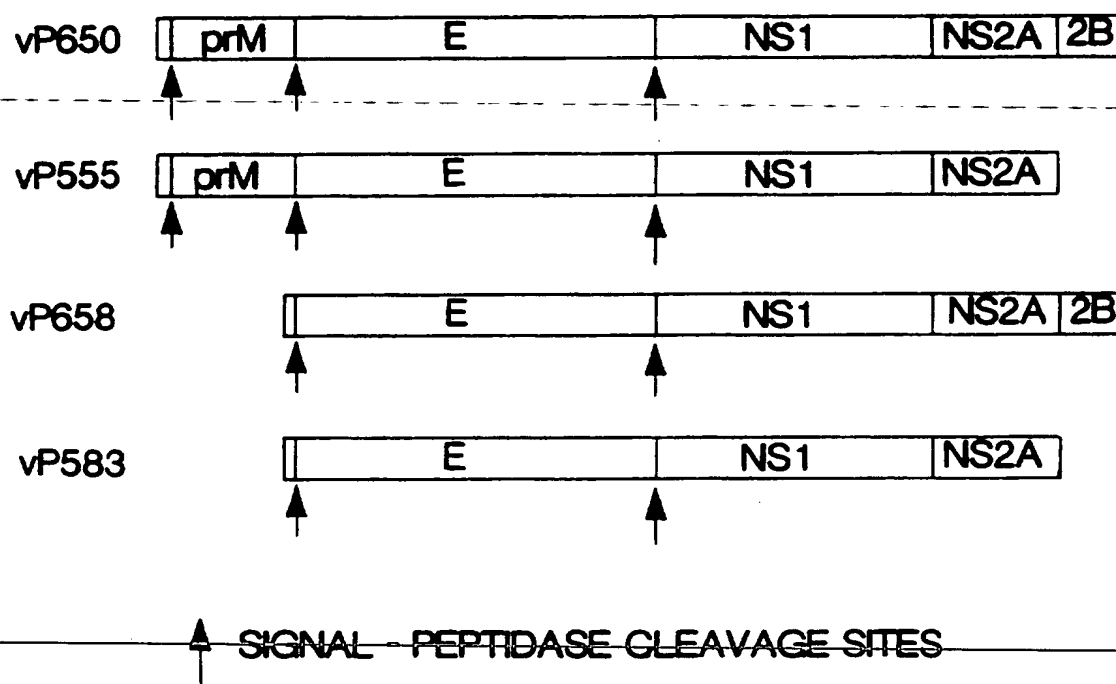 vP650 prM E NS1 NS2A 2B
vP555 prM E NS1 NS2A
vP658 E NS1 NS2A 2B
vP583 E NS1 NS2A
SIGNAL - PEPTIDASE CLEAVAGE SITES